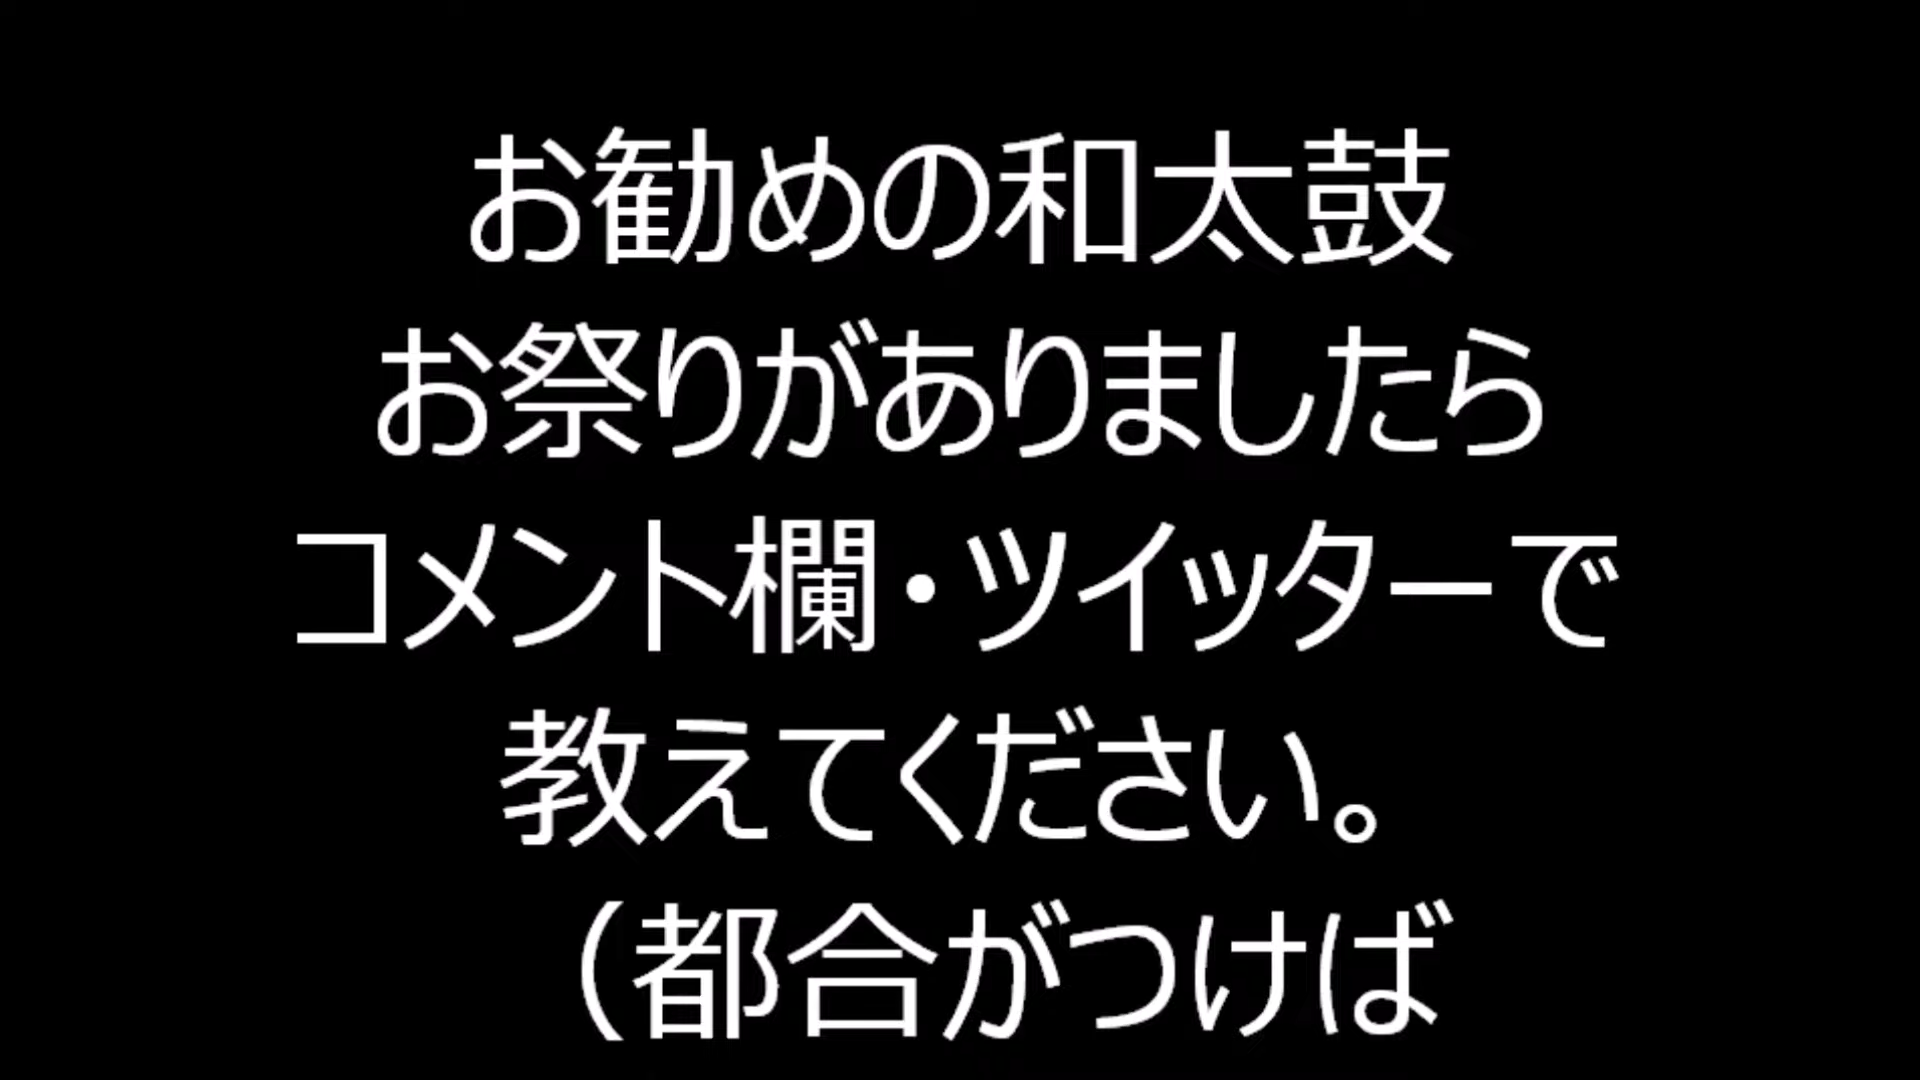 お勧めの和太鼓
お祭りがありましたら
コメント欄・ツイッターで
教えてください。
（都合がつけば